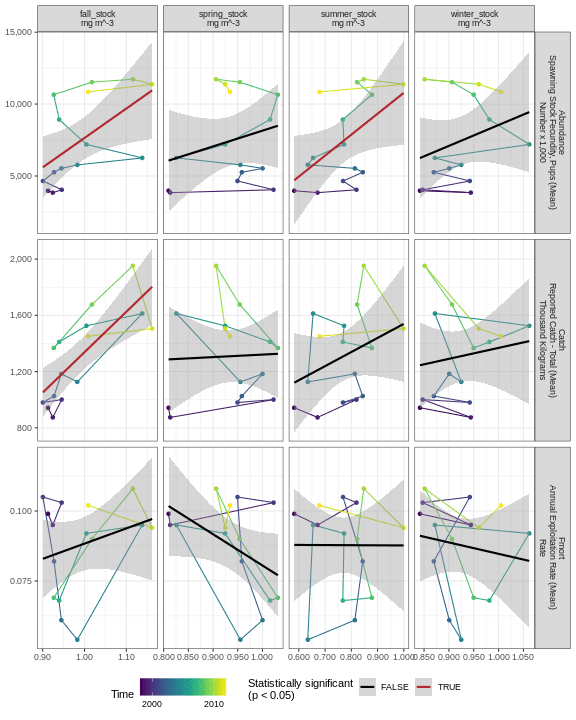 fall_stock
mg m^-3
spring_stock
mg m^-3
summer_stock
mg m^-3
winter_stock
mg m^-3
15,000
10,000
5,000
Abundance
Spawning Stock Fecundity, Pups (Mean)
Number x 1,000
2,000
1,600
1,200
800
Catch
Reported Catch - Total (Mean)
Thousand Kilograms
0.100
0.075
Fmort
Annual Exploitation Rate (Mean)
Rate
0.90 1.00 1.10
0.800 0.850 0.900 0.950 1.000
0.600 0.700 0.800 0.900 1.000
0.850 0.900 0.950 1.000 1.050
Time
2000 2010
Statistically significant
(p < 0.05)
FALSE
TRUE